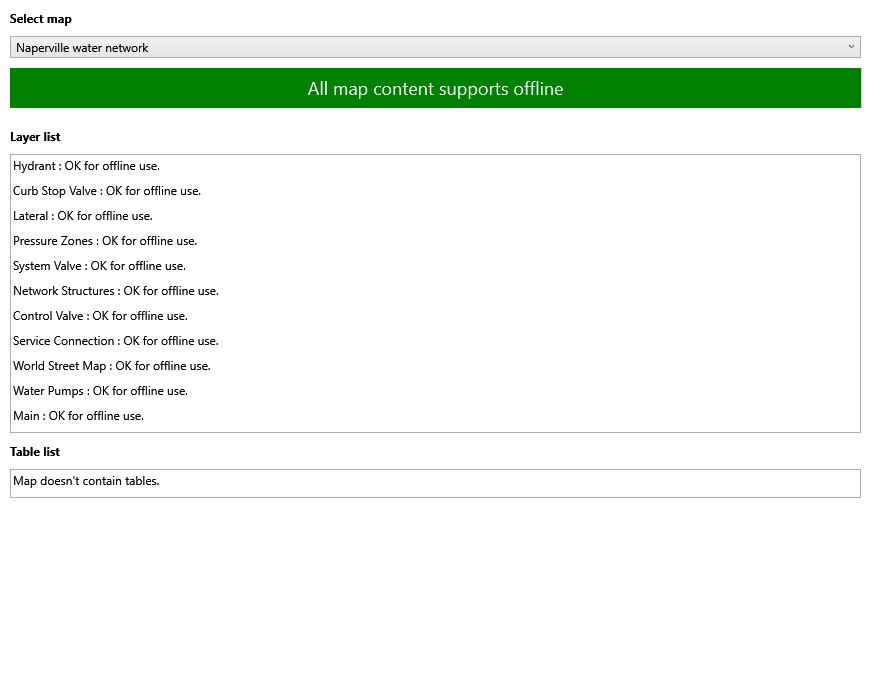 Select map
Naperville water network
All map content supports offline
Layer list
Hydrant : OK for offline use.
Curb Stop Valve : OK for offline use.
Lateral : OK for offline use.
Pressure Zones : OK for offline use.
System Valve : OK for offline use.
Network Structures : OK for offline use.
Control Valve : OK for offline use.
Service Connection : OK for offline use.
World Street Map : OK for offline use.
Water Pumps : OK for offline use.
Main : OK for offline use.
Table list
Map doesn't contain tables.